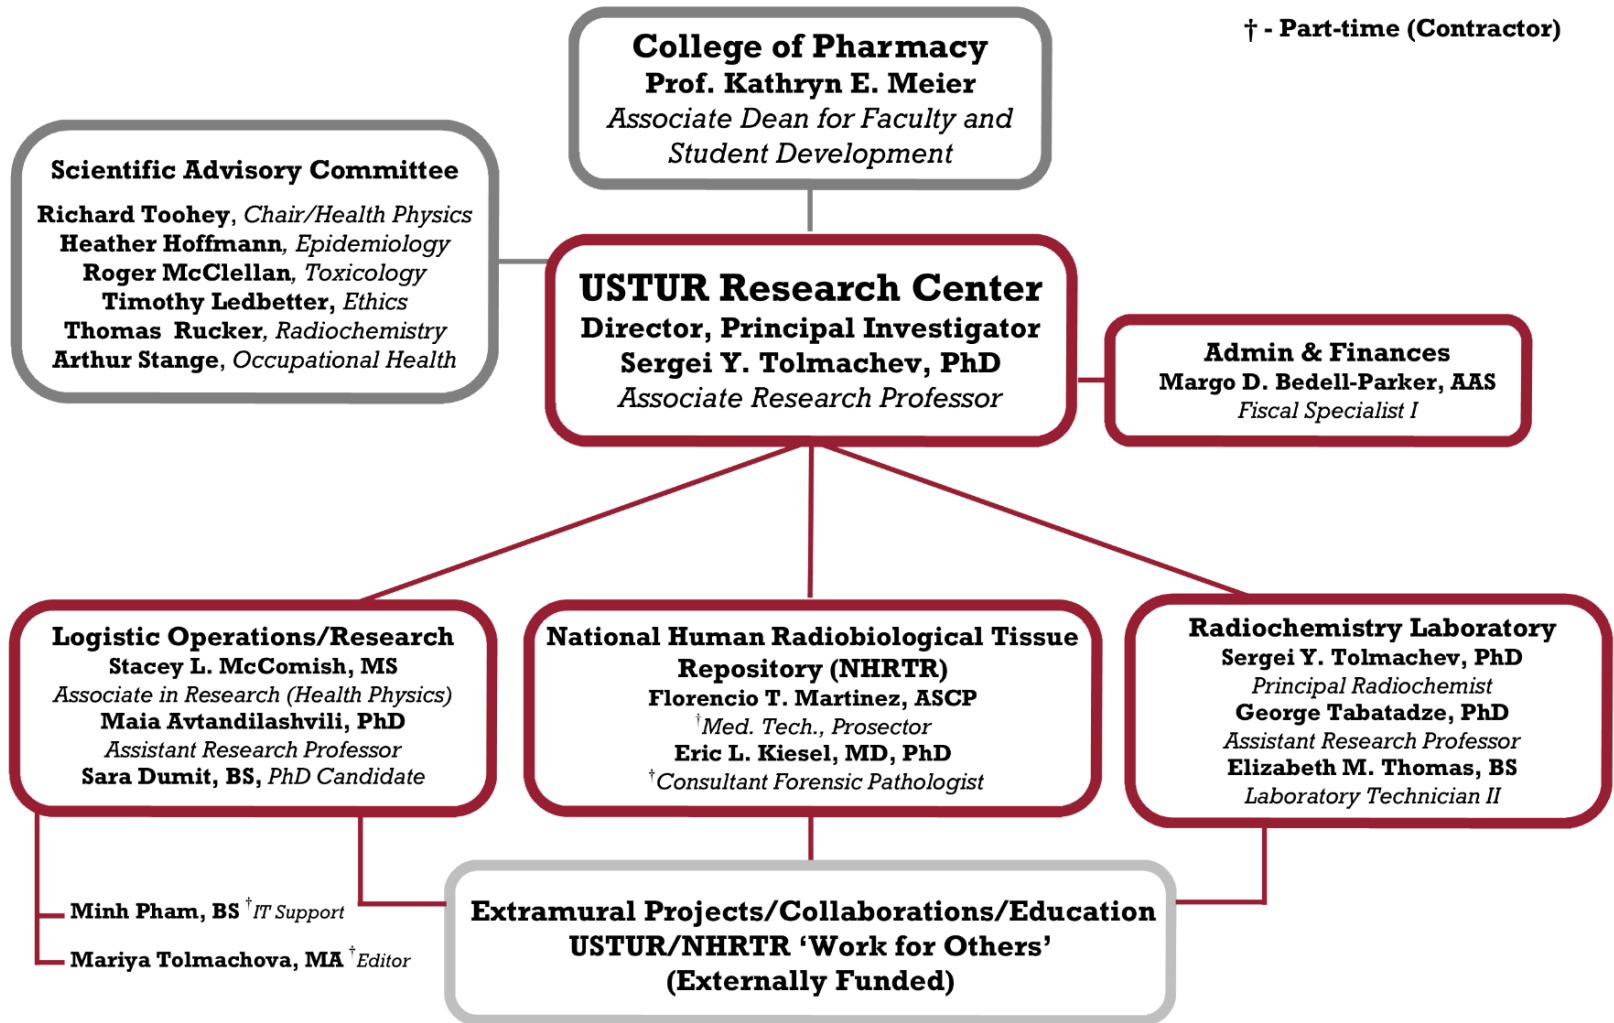 † - Part-time (Contractor)
College of Pharmacy
Prof. Kathryn E. Meier
Associate Dean for Faculty and
Student Development
Scientific Advisory Committee
Richard Toohey, Chair/Health Physics
Heather Hoffmann, Epidemiology
Roger McClellan, Toxicology
Timothy Ledbetter, Ethics
Thomas Rucker, Radiochemistry
Arthur Stange, Occupational Health
USTUR Research Center
Director, Principal Investigator
Sergei Y. Tolmachev, PhD
Associate Research Professor
Admin & Finances
Margo D. Bedell-Parker, AAS
Fiscal Specialist I
Logistic Operations/Research
Stacey L. McComish, MS
Associate in Research (Health Physics)
Maia Avtandilashvili, PhD
Assistant Research Professor
Sara Dumit, BS, PhD Candidate
National Human Radiobiological Tissue
Repository (NHRTR)
Florencio T. Martinez, ASCP
†Med. Tech., Prosector
Eric L. Kiesel, MD, PhD
†Consultant Forensic Pathologist
Radiochemistry Laboratory
Sergei Y. Tolmachev, PhD
Principal Radiochemist
George Tabatadze, PhD
Assistant Research Professor
Elizabeth M. Thomas, BS
Laboratory Technician II
Minh Pham, BS †IT Support
Mariya Tolmachova, MA †Editor
Extramural Projects/Collaborations/Education
USTUR/NHRTR ‘Work for Others’
(Externally Funded)